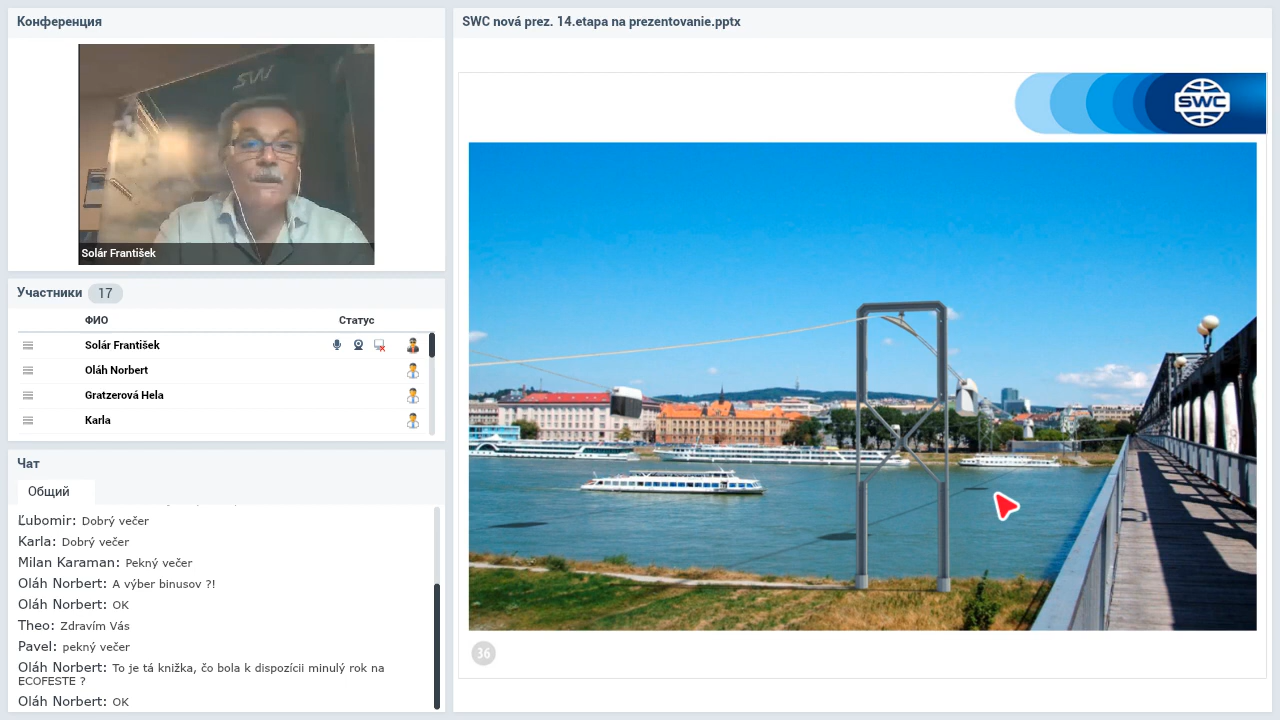 Конференция
SW
Solár František
Участники 17
ФИО Статус
Solár František
Oláh Norbert
Gratzerová Hela
Karla
Чат
Общий
Ľubomir: Dobrý večer
Karla: Dobrý večer
Milan Karaman: Pekný večer
Oláh Norbert: A výber binusov ?!
Oláh Norbert: OK
Theo: Zdravím Vás
Pavel: pekný večer
Oláh Norbert: To je tá knižka, čo bola k dispozícii minulý rok na
ECOFESTE ?
Oláh Norbert: OK
SWC nová prez. 14.etapa na prezentovanie.pptx
SWC
36